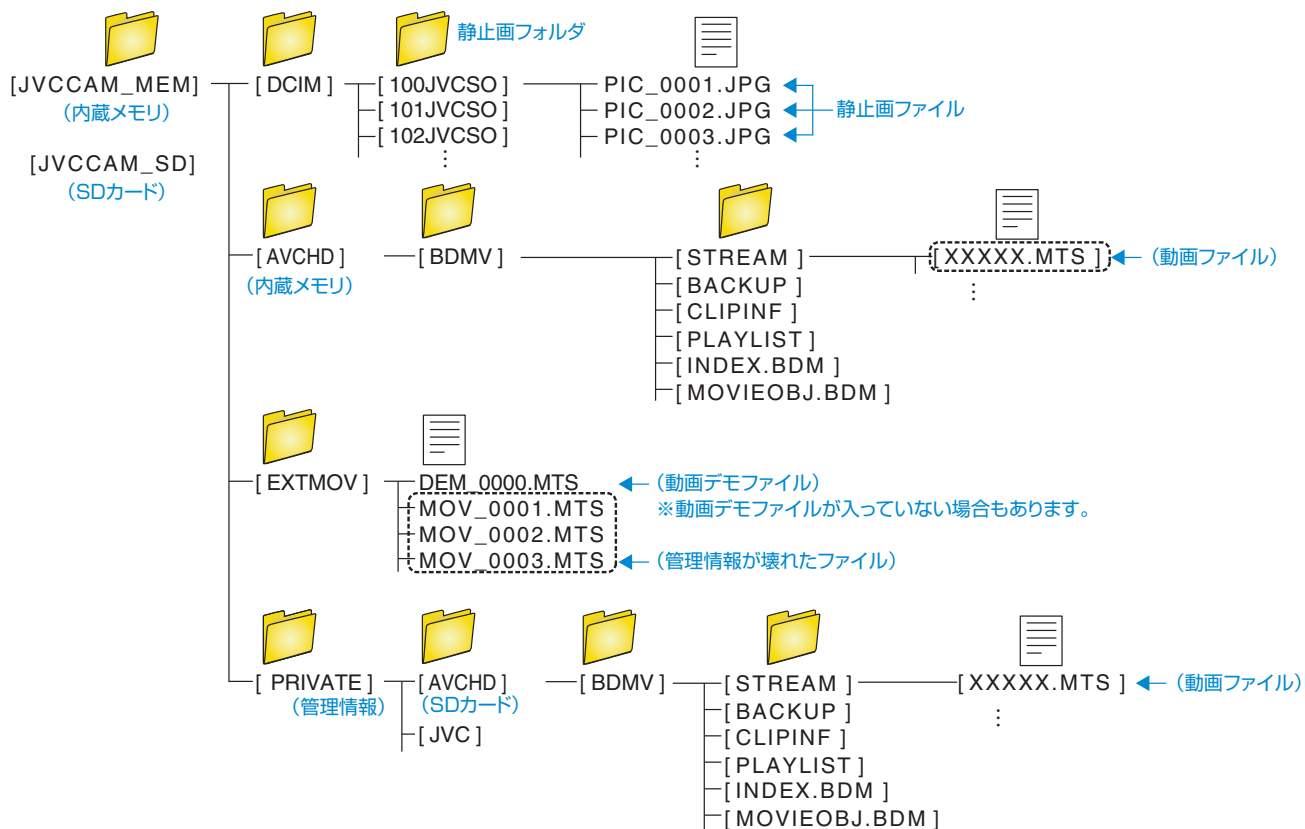 静止画フォルダ
[JVCCAM_MEM]
(内蔵メモリ)
[JVCCAM_SD]
(SDカード)
[ DCIM ]
[ 100JVCSO ]
[ 101JVCSO ]
[ 102JVCSO ]
⋮
PIC_0001.JPG
PIC_0002.JPG
PIC_0003.JPG
⋮
静止画ファイル
[ AVCHD ]
(内蔵メモリ)
[ BDMV ]
[ STREAM ]
[ BACKUP ]
[ CLIPINF ]
[ PLAYLIST ]
[ INDEX.BDM ]
[ MOVIEOBJ.BDM ]
[ XXXXX.MTS ]
⋮
(動画ファイル)
[ EXTMOV ]
DEM_0000.MTS
MOV_0001.MTS
MOV_0002.MTS
MOV_0003.MTS
(動画デモファイル)
※動画デモファイルが入っていない場合もあります。
(管理情報が壊れたファイル)
[ PRIVATE ]
(管理情報)
[ AVCHD ]
(SDカード)
[ JVC ]
[ BDMV ]
[ STREAM ]
[ BACKUP ]
[ CLIPINF ]
[ PLAYLIST ]
[ INDEX.BDM ]
[ MOVIEOBJ.BDM ]
[ XXXXX.MTS ]
⋮
(動画ファイル)